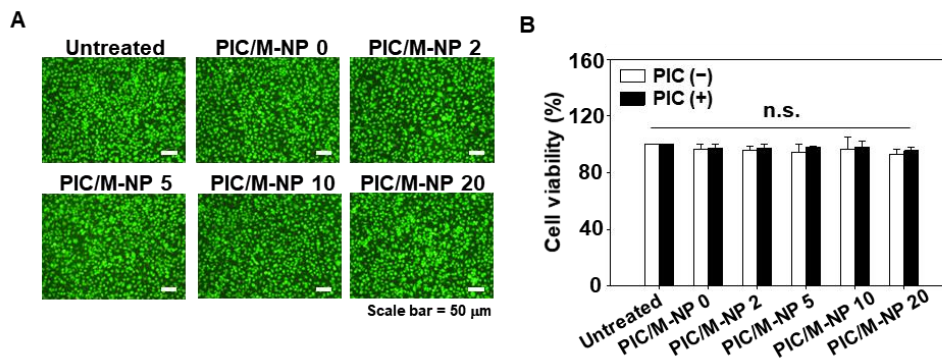 A
Untreated
PIC/M-NP 0
PIC/M-NP 2
PIC/M-NP 5
PIC/M-NP 10
PIC/M-NP 20
Scale bar = 50 μm
B
Cell viability (%)
160
120
80
40
0
PIC (−)
PIC (+)
n.s.
Untreated
PIC/M-NP 0
PIC/M-NP 2
PIC/M-NP 5
PIC/M-NP 10
PIC/M-NP 20